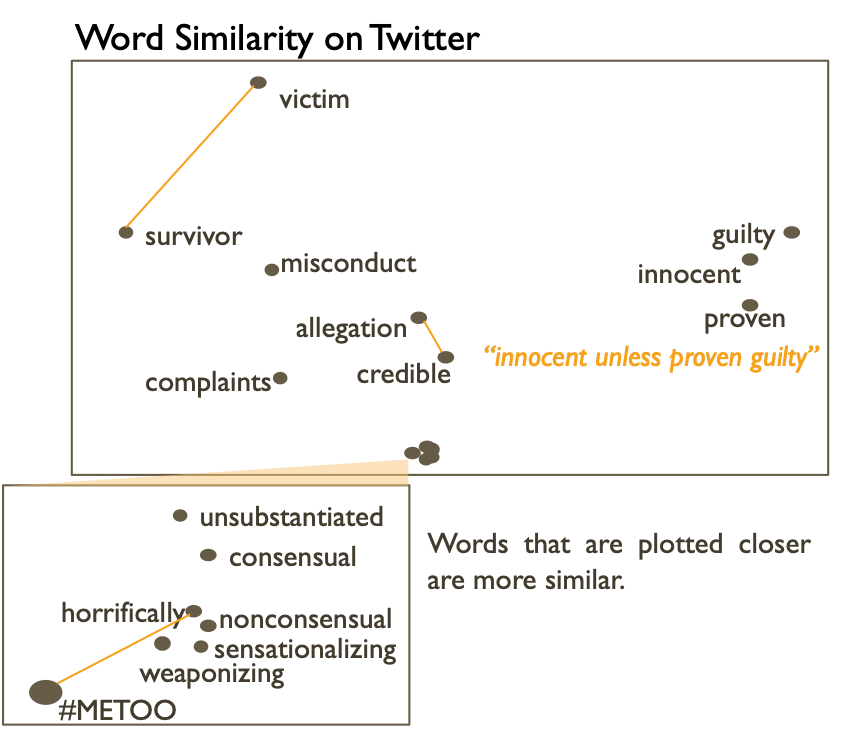 Word Similarity on Twitter
victim
survivor
guilty
misconduct
innocent
proven
allegation
“innocent unless proven guilty”
credible
complaints
unsubstantiated
consensual
Words that are plotted closer
are more similar.
horrifically
nonconsensual
sensationalizing
weaponizing
#METOO